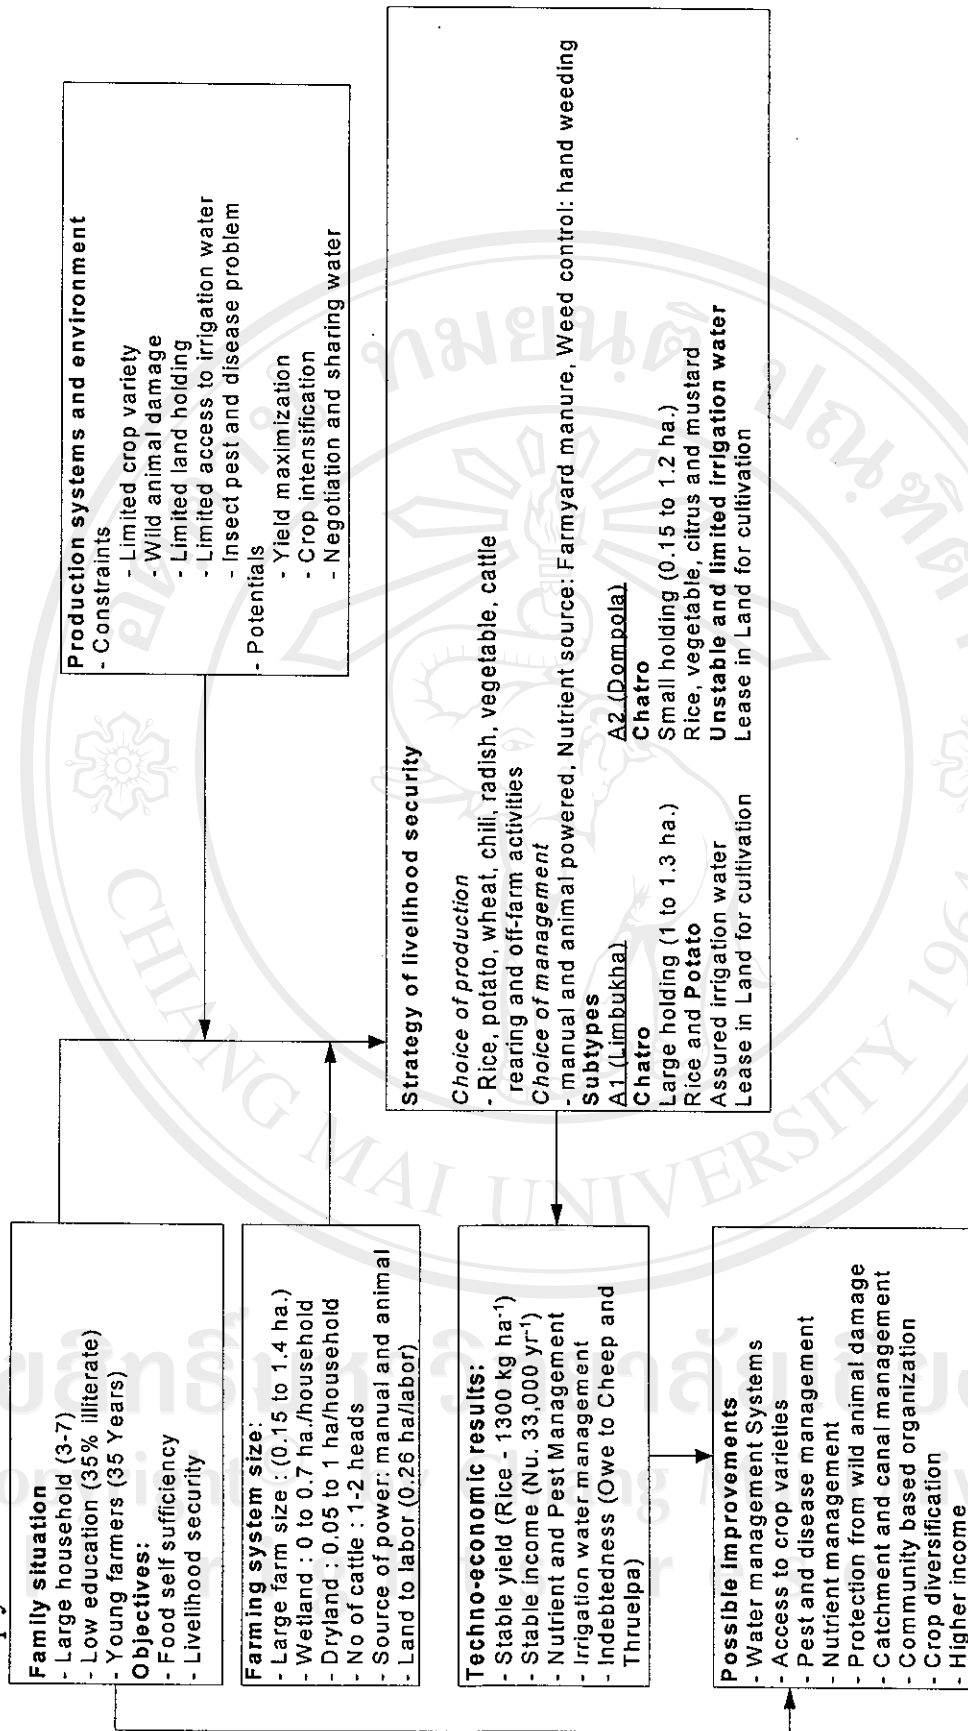 Family situation
- Large household (3-7)
- Low education (35% illiterate)
- Young farmers (35 Years)
Objectives:
- Food self sufficiency
- Livelihood security
Farming system size:
- Large farm size : (0.15 to 1.4 ha.)
- Wetland : 0 to 0.7 ha./household
- Dryland : 0.05 to 1 ha/household
- No of cattle : 1-2 heads
- Source of power: manual and animal
- Land to labor (0.26 ha/labor)
Production systems and environment
- Constraints
- Limited crop variety
- Wild animal damage
- Limited land holding
- Limited access to irrigation water
- Insect pest and disease problem
- Potentials
- Yield maximization
- Crop intensification
- Negotiation and sharing water
Strategy of livelihood security
Choice of production
- Rice, potato, wheat, chili, radish, vegetable, cattle
rearing and off-farm activities
Choice of management
- manual and animal powered, Nutrient source: Farmyard manure, Weed control: hand weeding
Subtypes
A1 (Limbukha)
Chatro
Large holding (1 to 1.3 ha.)
Rice and Potato
Assured irrigation water
Lease in Land for cultivation
A2 (Dompola)
Chatro
Small holding (0.15 to 1.2 ha.)
Rice, vegetable, citrus and mustard
Unstable and limited irrigation water
Lease in Land for cultivation
Techno-economic results:
- Stable yield (Rice - 1300 kg ha⁻¹)
- Stable income (Nu. 33,000 yr⁻¹)
- Nutrient and Pest Management
- Irrigation water management
- Indebtedness (Owe to Cheep and
Thruelpa)
Possible improvements
- Water management Systems
- Access to crop varieties
- Pest and disease management
- Nutrient management
- Protection from wild animal damage
- Catchment and canal management
- Community based organization
- Crop diversification
- Higher income
CHIANG MAI UNIVERSITY 1964